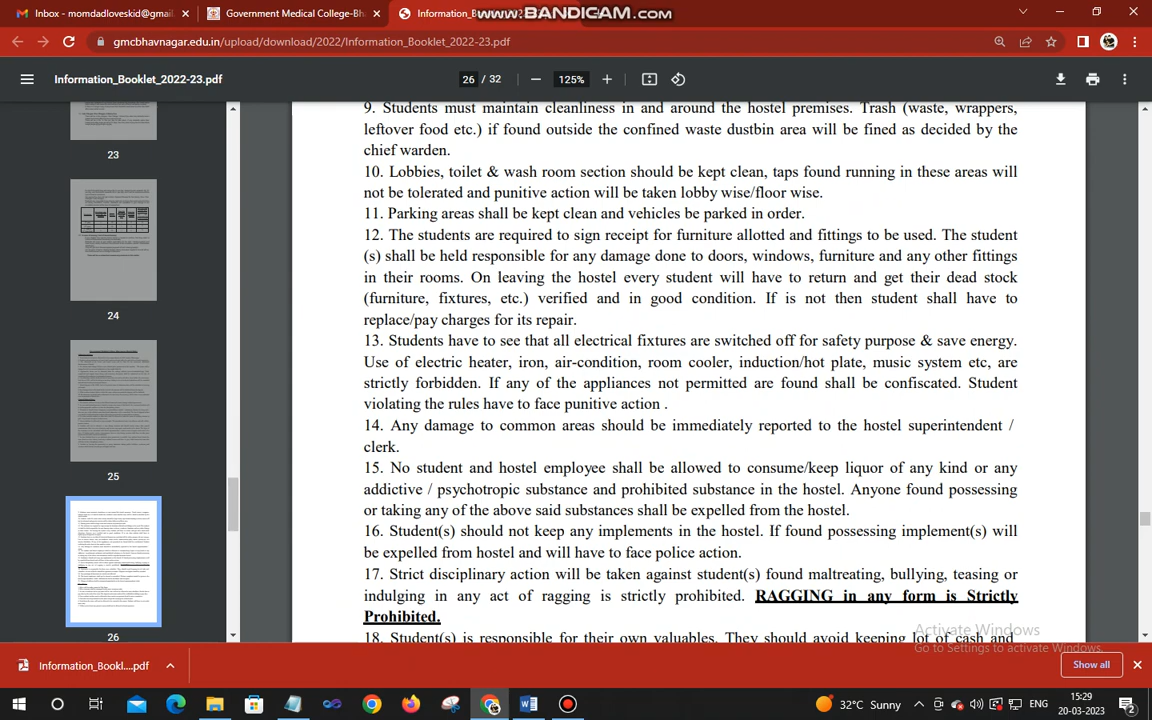 Inbox - momdadloveskid@gmail
Government Medical College-Bh
Information_B
www.BANDICAM.com
gmcbhavnagar.edu.in/upload/download/2022/Information_Booklet_2022-23.pdf
Information_Booklet_2022-23.pdf
26 / 32
125%
23
24
25
26
9. Students must maintain cleanliness in and around the hostel premises. Trash (waste, wrappers,
leftover food etc.) if found outside the confined waste dustbin area will be fined as decided by the
chief warden.
10. Lobbies, toilet & wash room section should be kept clean, taps found running in these areas will
not be tolerated and punitive action will be taken lobby wise/floor wise.
11. Parking areas shall be kept clean and vehicles be parked in order.
12. The students are required to sign receipt for furniture allotted and fittings to be used. The student
(s) shall be held responsible for any damage done to doors, windows, furniture and any other fittings
in their rooms. On leaving the hostel every student will have to return and get their dead stock
(furniture, fixtures, etc.) verified and in good condition. If is not then student shall have to
replace/pay charges for its repair.
13. Students have to see that all electrical fixtures are switched off for safety purpose & save energy.
Use of electric heater, iron, air-condition, room cooler, induction/hot plate, music system etc, are
strictly forbidden. If any of the appliances not permitted are found shall be confiscated. Student
violating the rules have to face punitive action .
14. Any damage to common areas should be immediately reported to the hostel superintendent /
clerk.
15. No student and hostel employee shall be allowed to consume/keep liquor of any kind or any
addictive / psychotropic substance and prohibited substance in the hostel. Anyone found possessing
or taking any of the above said substances shall be expelled from the hostel.
16. Student(s) should not keep any implements in the hostel. If found possessing implement(s) will
be expelled from hostel and will have to face police action.
17. Strict disciplinary action will be taken against student(s) found maltreating, bullying, teasing or
indulging in any act of ragging is strictly prohibited. RAGGING in any form is Strictly
Prohibited.
18. Student(s) is responsible for their own valuables. They should avoid keeping lot of cash and
Activate Windows
Go to Settings to activate Windows.
Information_Bookl....pdf
Show all
32°C Sunny
ENG
15:29
20-03-2023
2